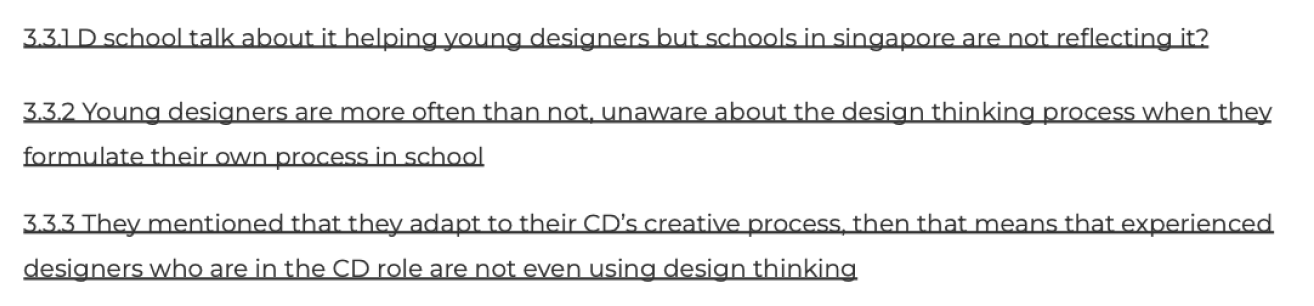 3.3.1 D school talk about it helping young designers but schools in singapore are not reflecting it?
3.3.2 Young designers are more often than not, unaware about the design thinking process when they
formulate their own process in school
3.3.3 They mentioned that they adapt to their CD’s creative process, then that means that experienced
designers who are in the CD role are not even using design thinking